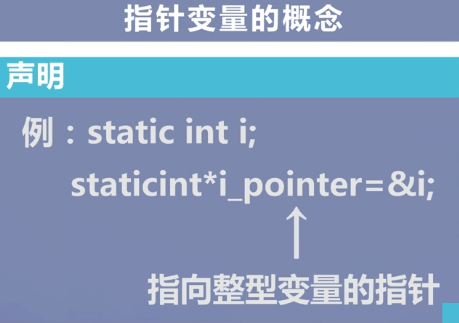 指针变量的概念
声明
例：static int i;
staticint*i_pointer=&i;
指向整型变量的指针